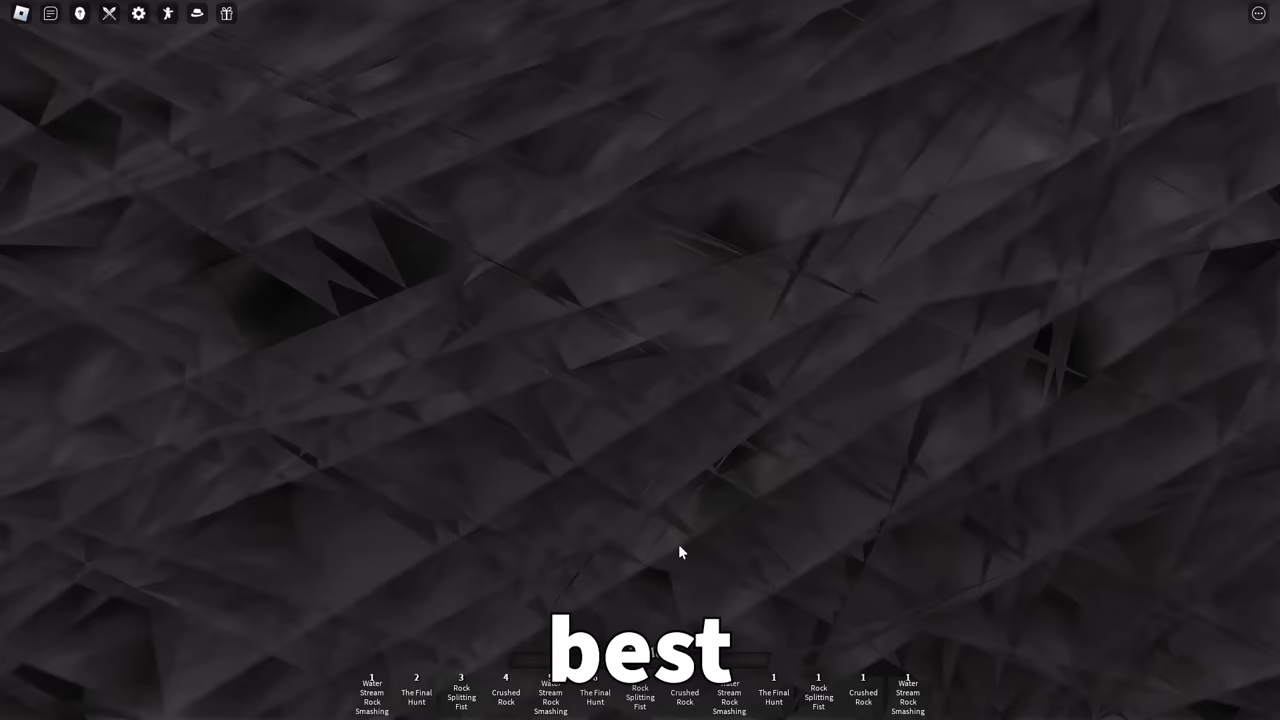 best
1 2 3 4 1 1 1 1
Water Stream Rock Smashing
The Final Hunt
Rock Splitting Fist
Crushed Rock
Water Stream Rock Smashing
The Final Hunt
Rock Splitting Fist
Crushed Rock
Water Stream Rock Smashing
The Final Hunt
Rock Splitting Fist
Crushed Rock
Water Stream Rock Smashing